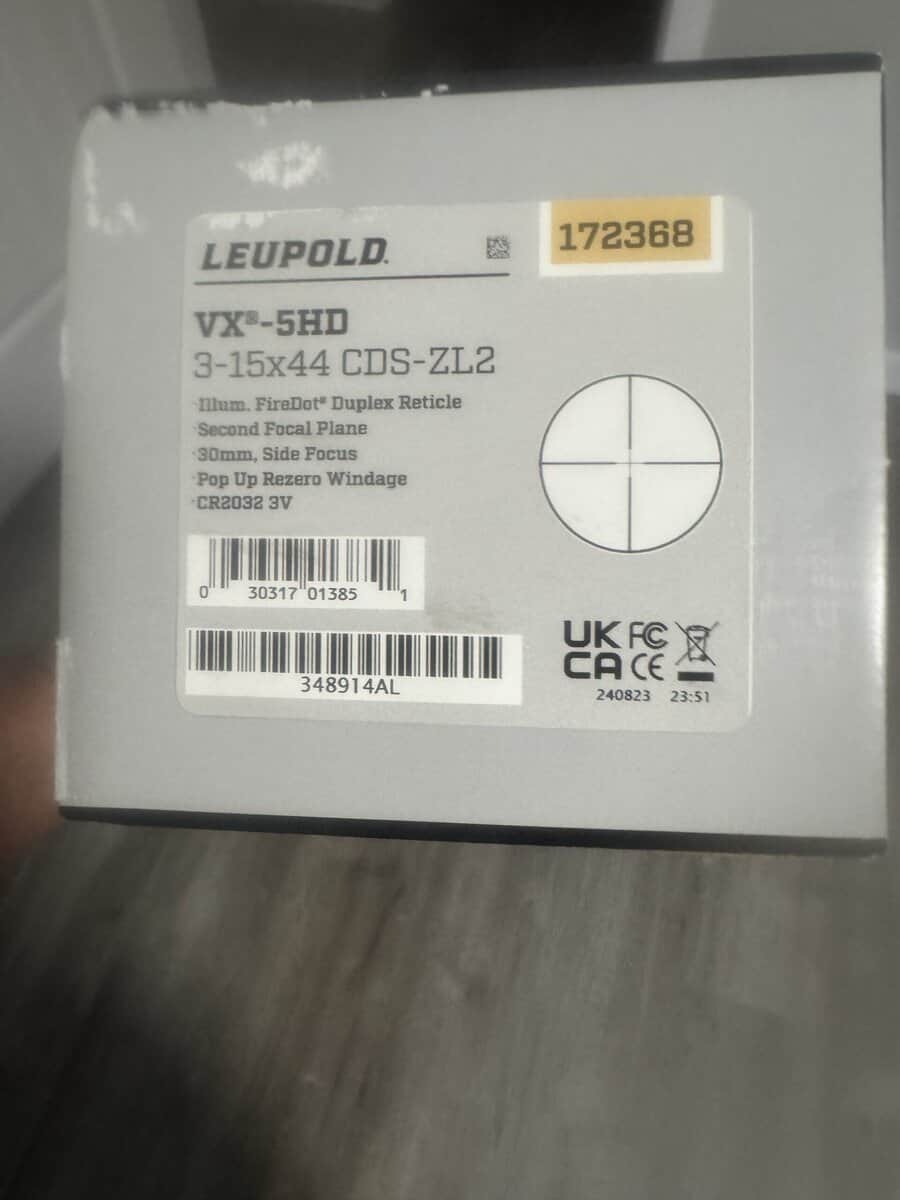 LEUPOLD.
172368
VX®-5HD
3-15x44 CDS-ZL2
·Illum. FireDot® Duplex Reticle
·Second Focal Plane
·30mm, Side Focus
·Pop Up Rezero Windage
·CR2032 3V
0 30317 01385 1
348914AL
UK
CA
FC
CE
240823 23:51